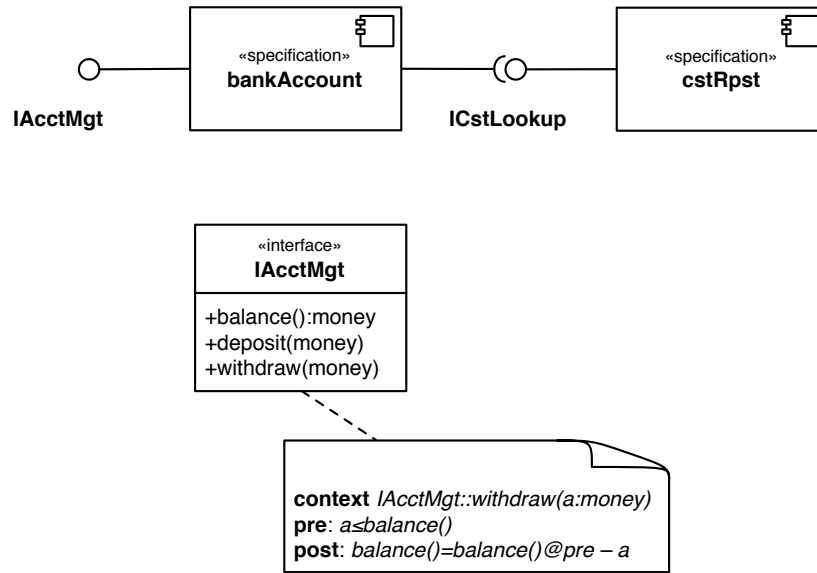 «specification»
bankAccount
«specification»
cstRpst
IAcctMgt
ICstLookup
«interface»
IAcctMgt
+balance():money
+deposit(money)
+withdraw(money)
context IAcctMgt::withdraw(a:money)
pre: a≤balance()
post: balance()=balance()@pre – a